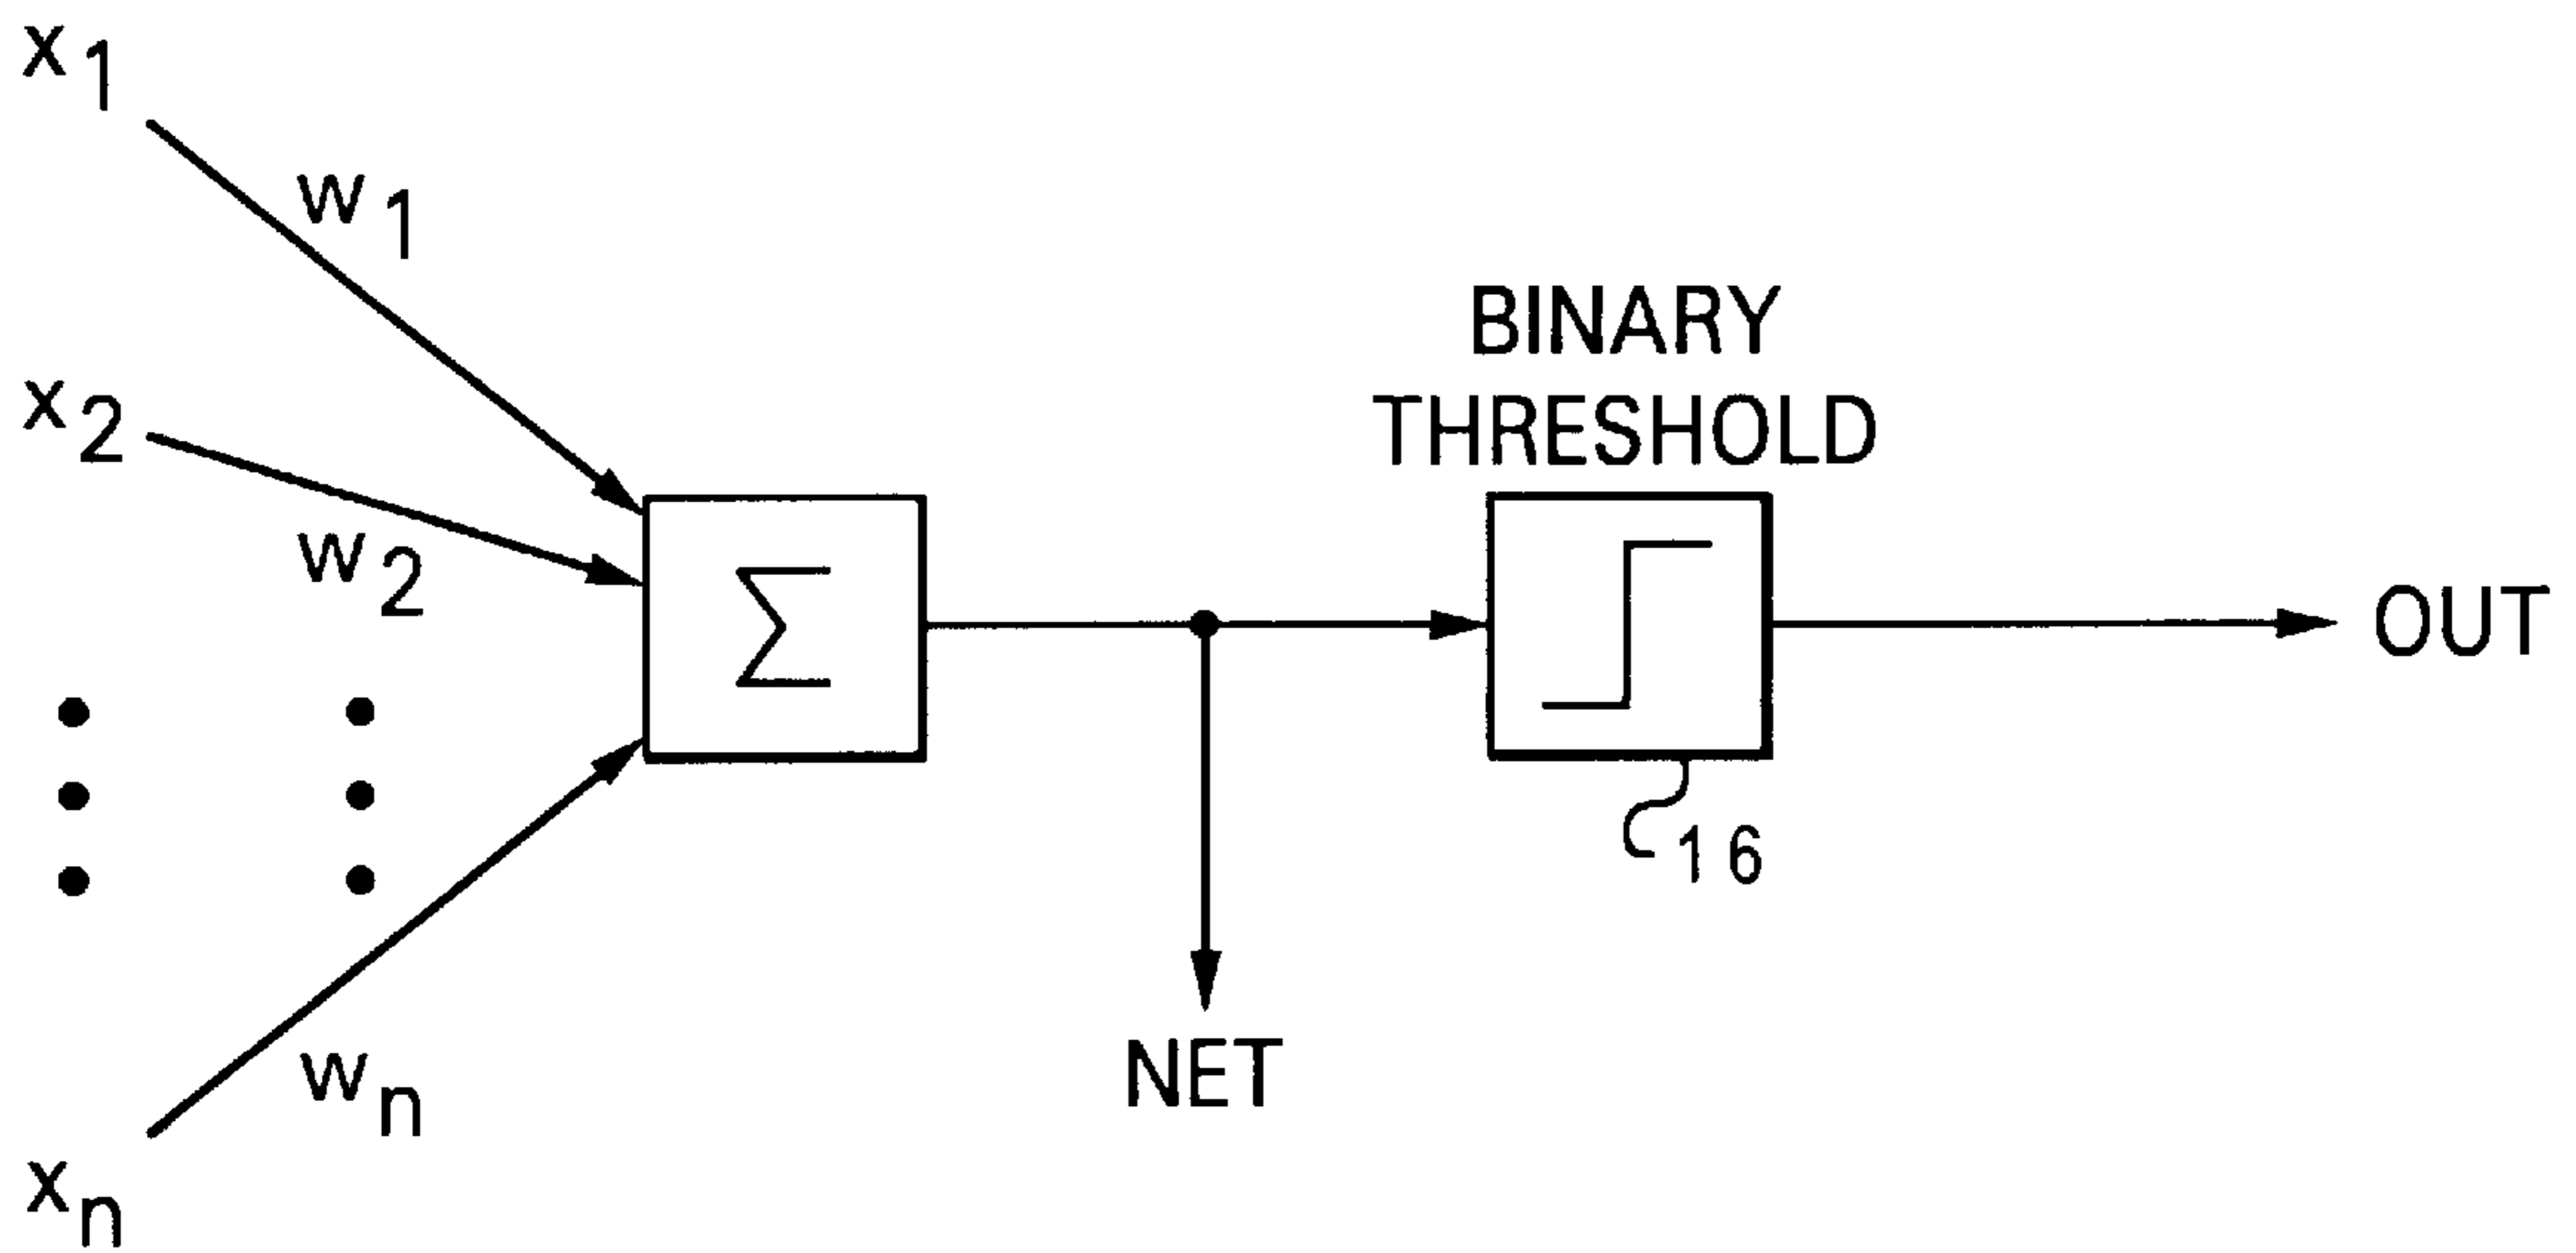 x1
w1
x2
w2
BINARY
THRESHOLD
Σ
OUT
16
NET
wn
xn